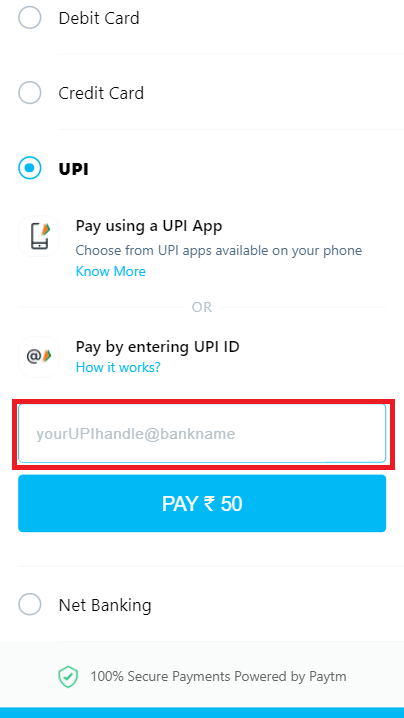 Debit Card
Credit Card
UPI
Pay using a UPI App
Choose from UPI apps available on your phone
Know More
OR
Pay by entering UPI ID
How it works?
yourUPIhandle@bankname
PAY ₹ 50
Net Banking
100% Secure Payments Powered by Paytm